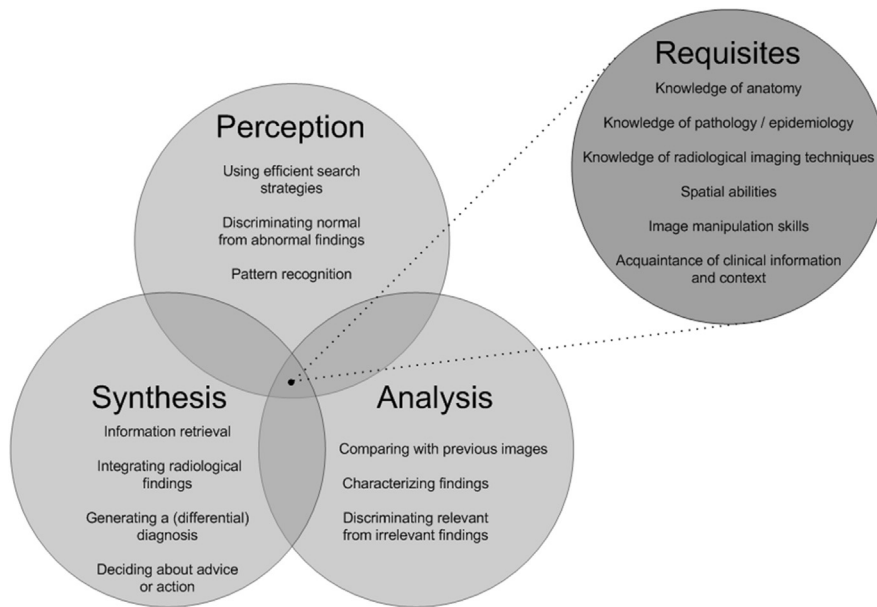 Perception
Using efficient search
strategies
Discriminating normal
from abnormal findings
Pattern recognition
Synthesis
Information retrieval
Integrating radiological
findings
Generating a (differential)
diagnosis
Deciding about advice
or action
Analysis
Comparing with previous images
Characterizing findings
Discriminating relevant
from irrelevant findings
Requisites
Knowledge of anatomy
Knowledge of pathology / epidemiology
Knowledge of radiological imaging techniques
Spatial abilities
Image manipulation skills
Acquaintance of clinical information
and context